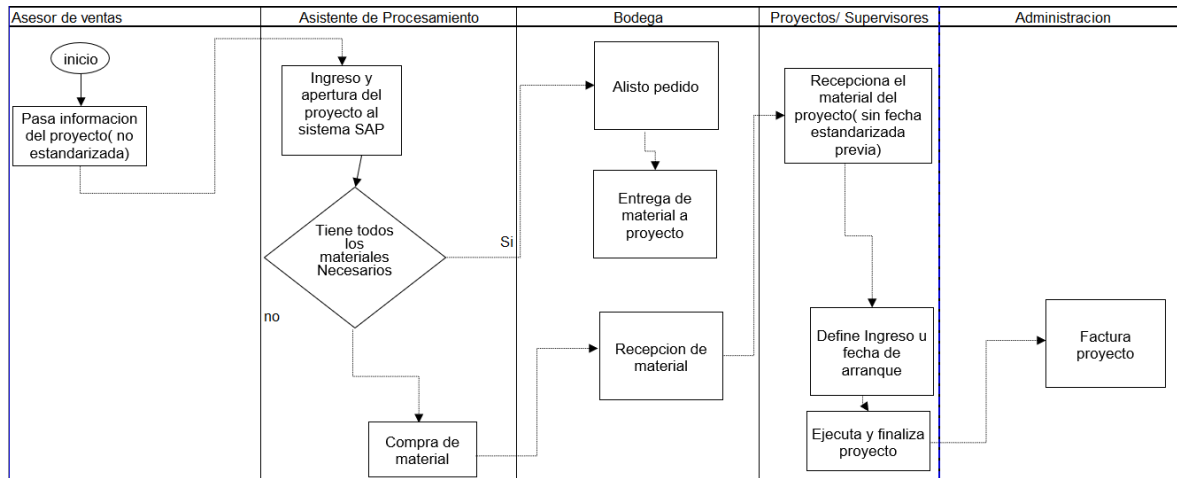 Asesor de ventas
Asistente de Procesamiento
Bodega
Proyectos/ Supervisores
Administracion
inicio
Pasa informacion
del proyecto( no
estandarizada)
Ingreso y
apertura del
proyecto al
sistema SAP
Tiene todos
los
materiales
Necesarios
Si
no
Compra de
material
Alisto pedido
Entrega de
material a
proyecto
Recepcion de
material
Recepciona el
material del
proyecto( sin fecha
estandarizada
previa)
Define Ingreso u
fecha de
arranque
Ejecuta y finaliza
proyecto
Factura
proyecto